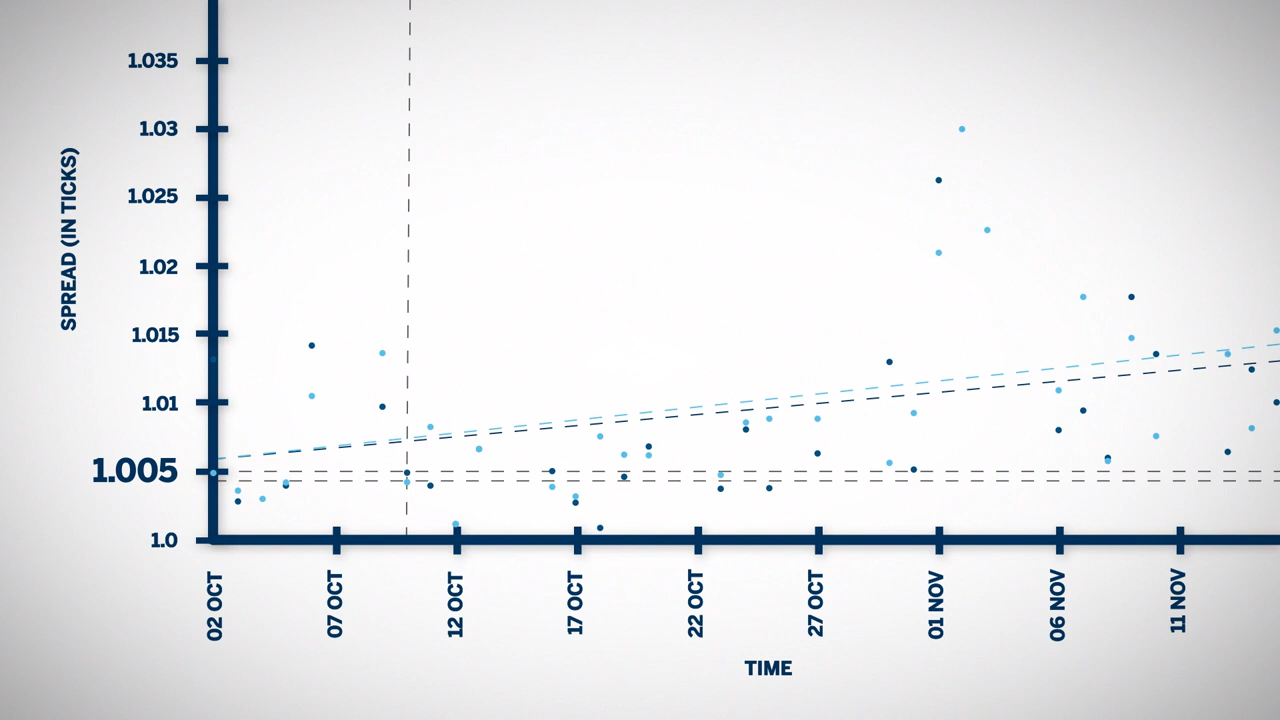 1.035
1.03
1.025
1.02
1.015
1.01
1.005
1.0
SPREAD (IN TICKS)
02 OCT
07 OCT
12 OCT
17 OCT
22 OCT
27 OCT
01 NOV
06 NOV
11 NOV
TIME